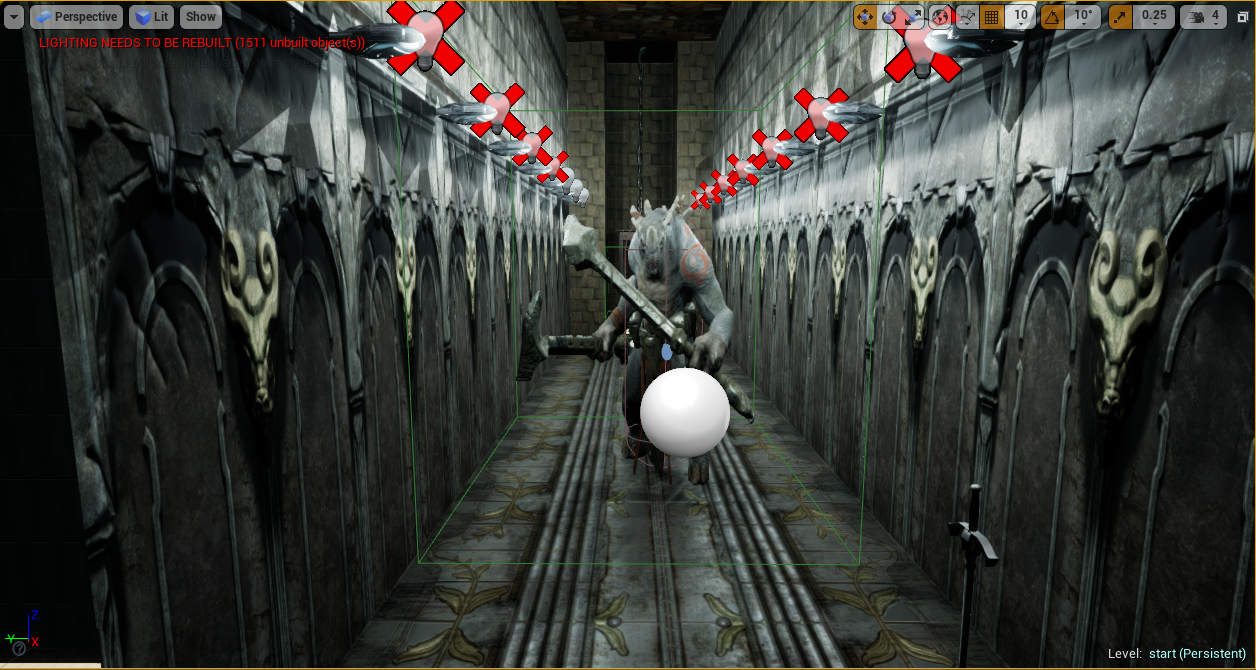 Perspective Lit Show 10 10° 0.25 4
LIGHTING NEEDS TO BE REBUILT (1511 unbuilt object(s))
Z
Y X
?
Level: start (Persistent)